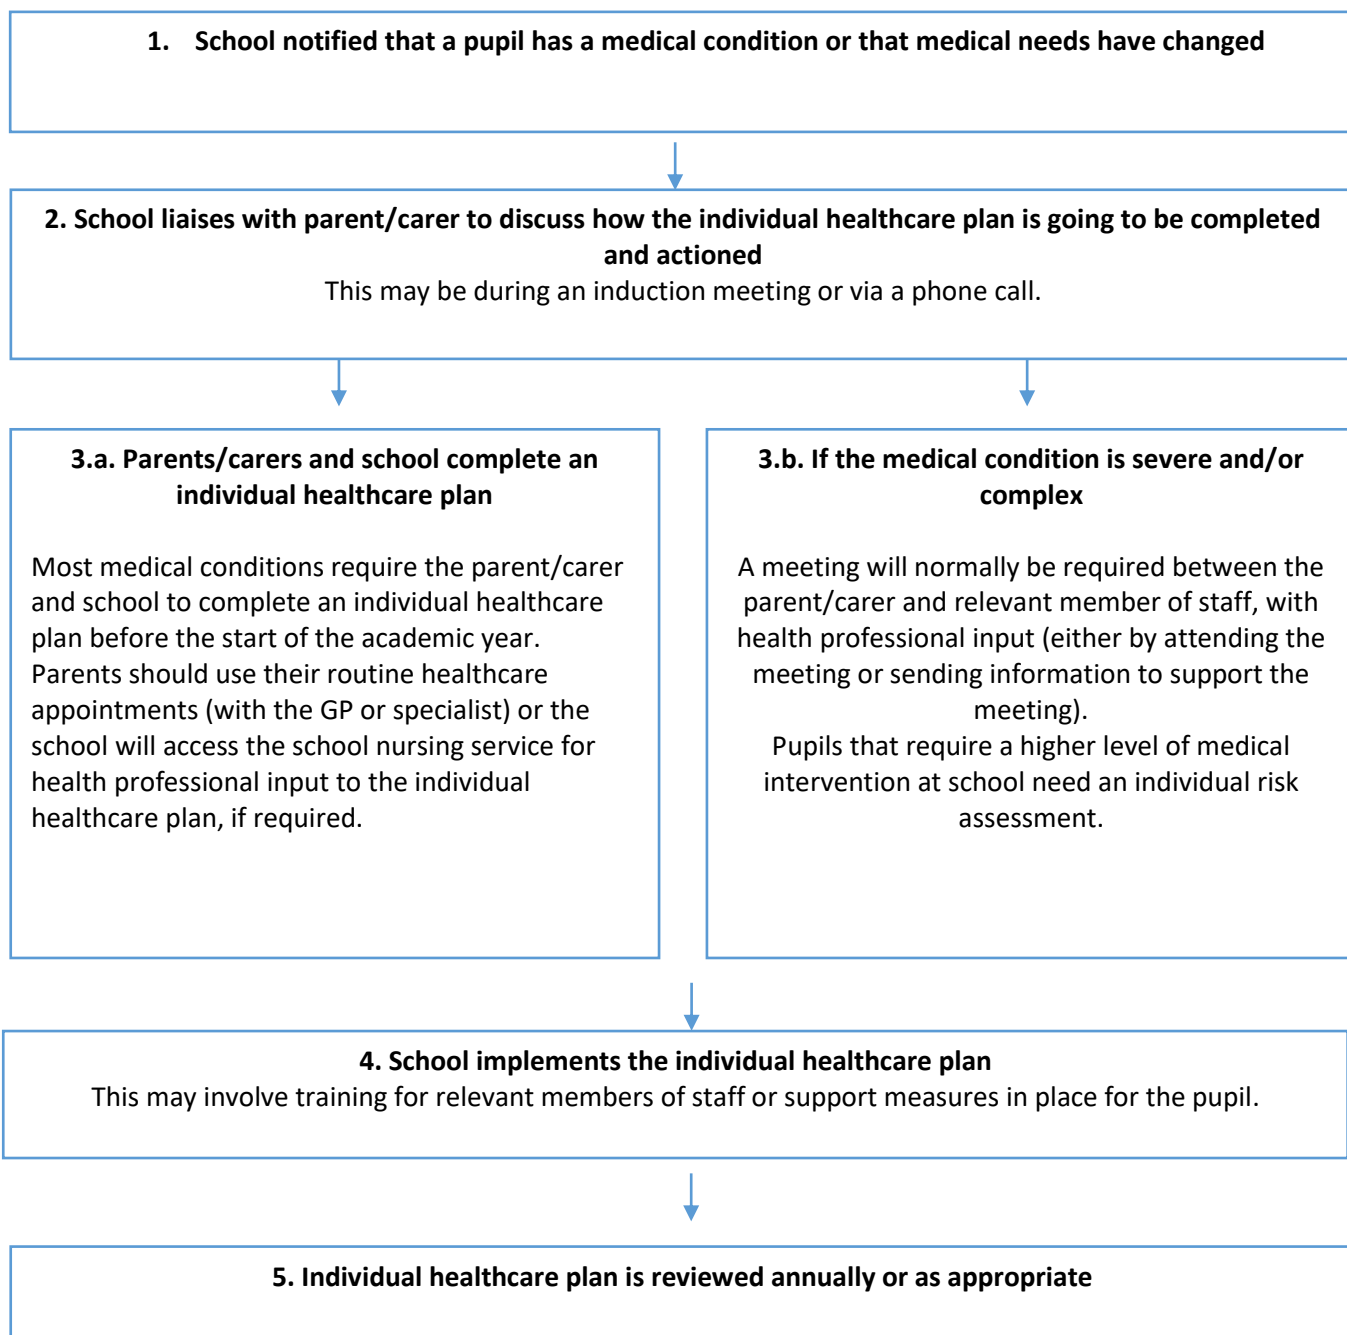 1. School notified that a pupil has a medical condition or that medical needs have changed
2. School liaises with parent/carer to discuss how the individual healthcare plan is going to be completed
and actioned
This may be during an induction meeting or via a phone call.
3.a. Parents/carers and school complete an
individual healthcare plan
Most medical conditions require the parent/carer
and school to complete an individual healthcare
plan before the start of the academic year.
Parents should use their routine healthcare
appointments (with the GP or specialist) or the
school will access the school nursing service for
health professional input to the individual
healthcare plan, if required.
3.b. If the medical condition is severe and/or
complex
A meeting will normally be required between the
parent/carer and relevant member of staff, with
health professional input (either by attending the
meeting or sending information to support the
meeting).
Pupils that require a higher level of medical
intervention at school need an individual risk
assessment.
4. School implements the individual healthcare plan
This may involve training for relevant members of staff or support measures in place for the pupil.
5. Individual healthcare plan is reviewed annually or as appropriate